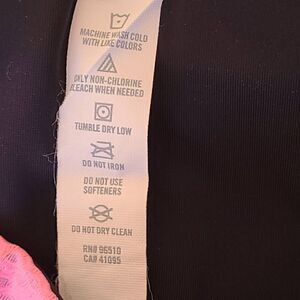 MACHINE WASH COLD
WITH LIKE COLORS
ONLY NON-CHLORINE
BLEACH WHEN NEEDED
TUMBLE DRY LOW
DO NOT IRON
DO NOT USE
SOFTENERS
DO NOT DRY CLEAN
RN# 96510
CA# 41095